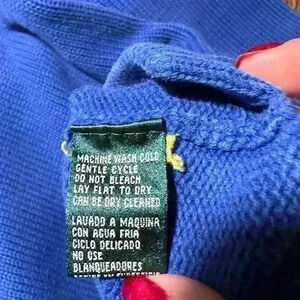 MACHINE WASH COLD
GENTLE CYCLE
DO NOT BLEACH
LAY FLAT TO DRY
CAN BE DRY CLEANED
LAVADO A MAQUINA
CON AGUA FRIA
CICLO DELICADO
NO USE
BLANQUEADORES